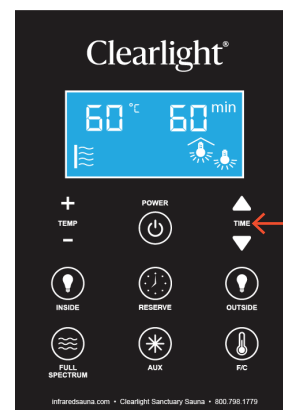 Clearlight®
60 °C 60 min
+
TEMP
-
POWER
TIME
INSIDE
RESERVE
OUTSIDE
FULL
SPECTRUM
AUX
F/C
infraredsauna.com • Clearlight Sanctuary Sauna • 800.798.1779